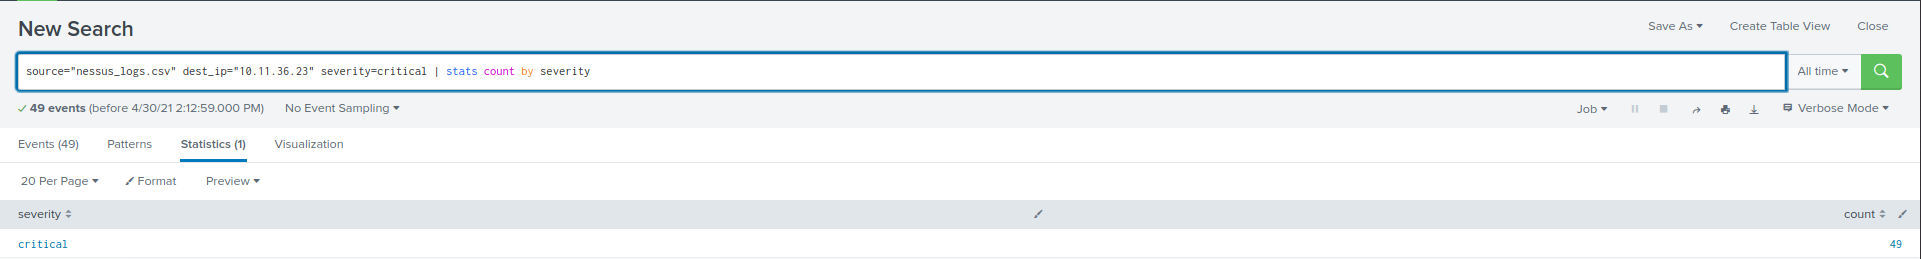 New Search
Save As Create Table View Close
source="nessus_logs.csv" dest_ip="10.11.36.23" severity=critical | stats count by severity
All time
49 events (before 4/30/21 2:12:59.000 PM) No Event Sampling
Job Verbose Mode
Events (49) Patterns Statistics (1) Visualization
20 Per Page Format Preview
severity count
critical 49